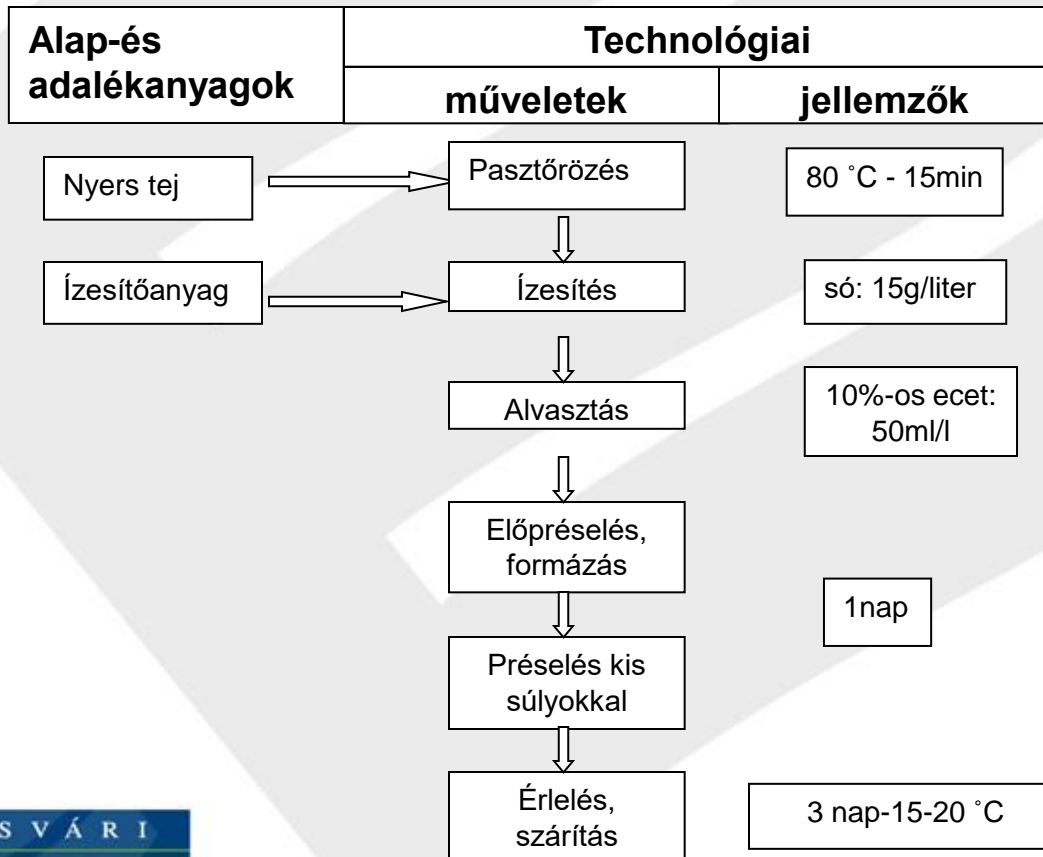 Alap-és
adalékanyagok
Technológiai
műveletek
jellemzők
Nyers tej
Pasztőrözés
80 ˚C - 15min
Ízesítőanyag
Ízesítés
só: 15g/liter
Alvasztás
10%-os ecet:
50ml/l
Előpréselés,
formázás
1nap
Préselés kis
súlyokkal
Érlelés,
szárítás
3 nap-15-20 ˚C
S V Á R I